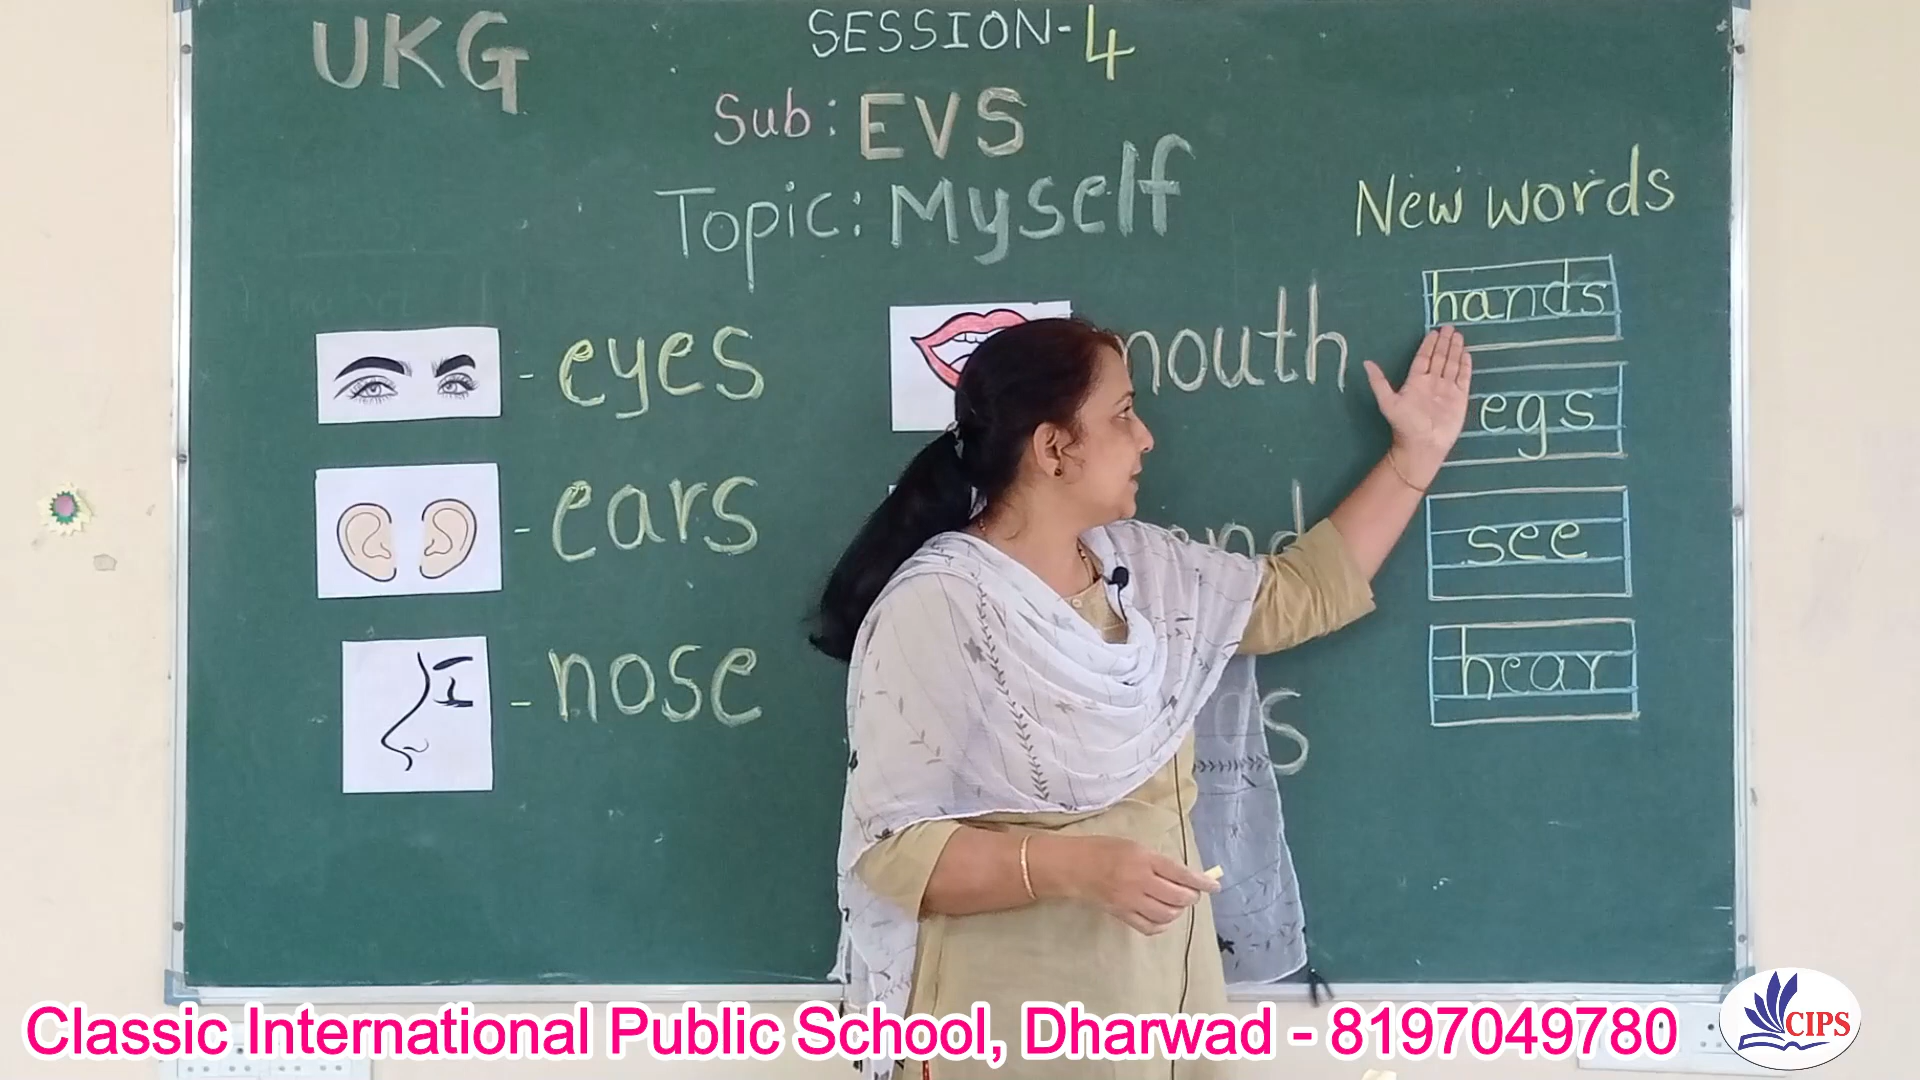 UKG
SESSION-4
Sub: EVS
Topic: Myself
New words
- eyes
- ears
- nose
mouth
hands
see
hear
Classic International Public School, Dharwad - 8197049780
CIPS